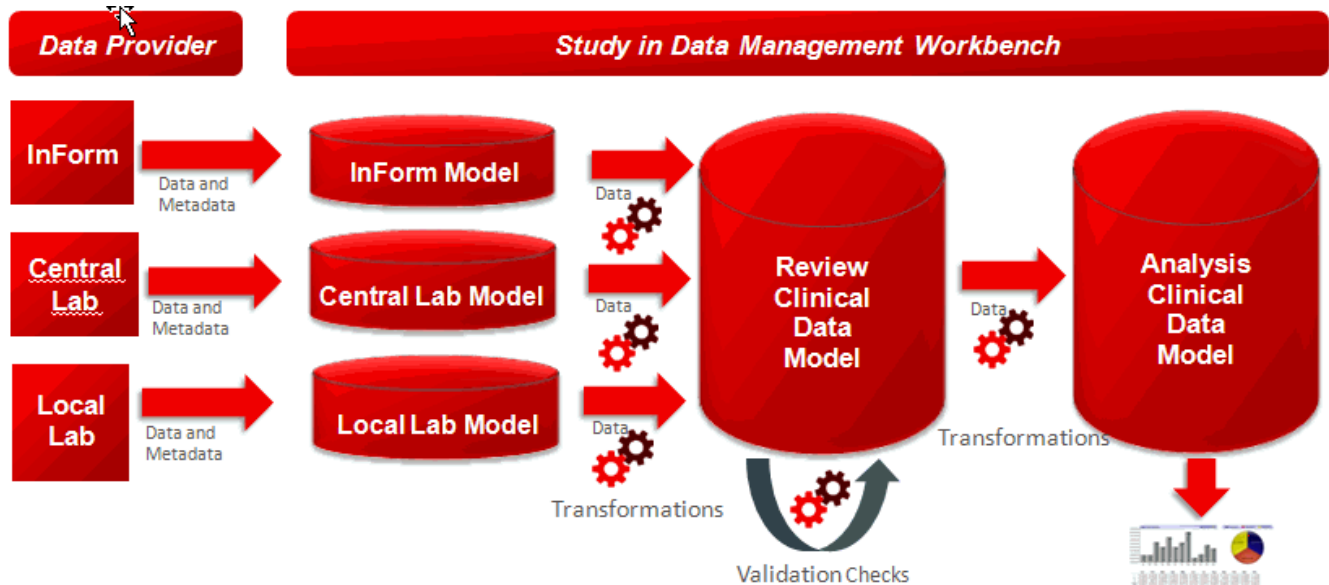 Data Provider
Study in Data Management Workbench
InForm
Data and
Metadata
InForm Model
Data
Central
Lab
Data and
Metadata
Central Lab Model
Data
Local
Lab
Data and
Metadata
Local Lab Model
Data
Transformations
Review
Clinical
Data
Model
Validation Checks
Data
Transformations
Analysis
Clinical
Data
Model